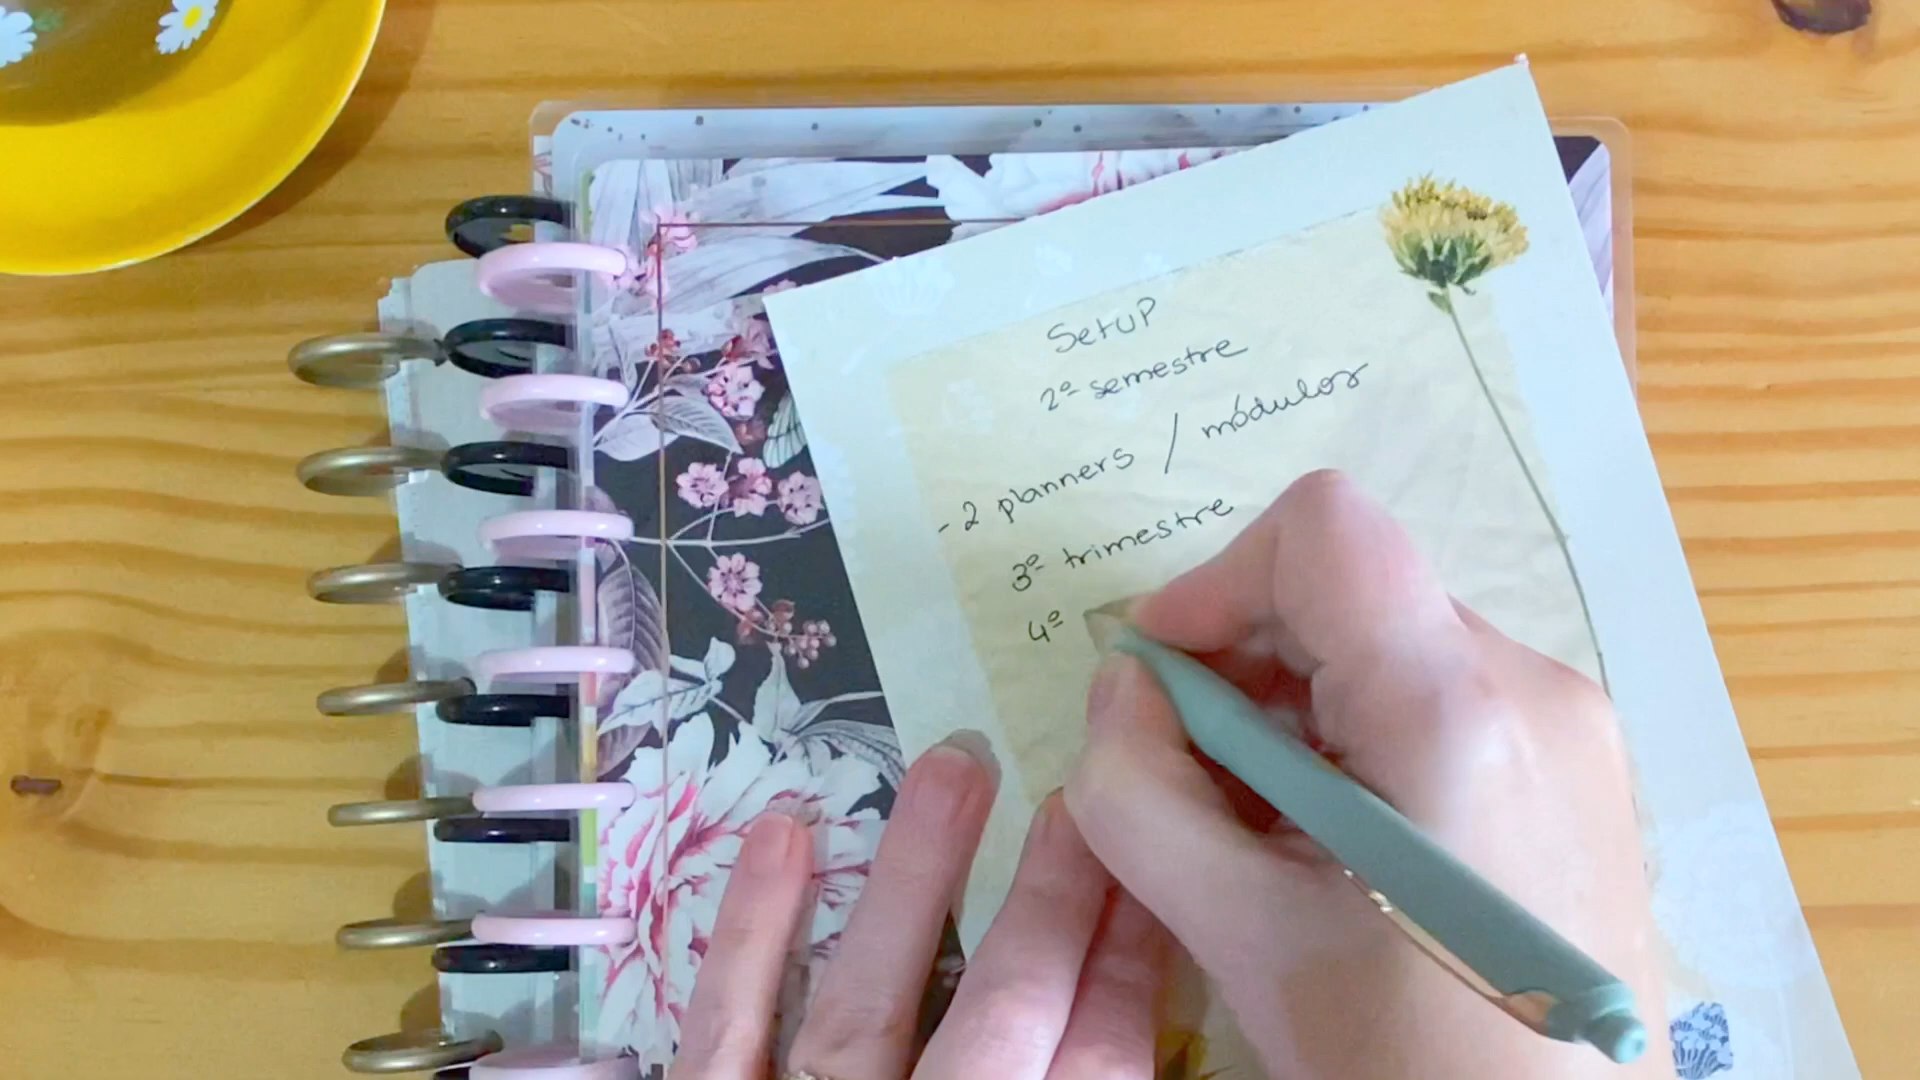 Setup
2º semestre
- 2 planners / módulos
3º trimestre
4º